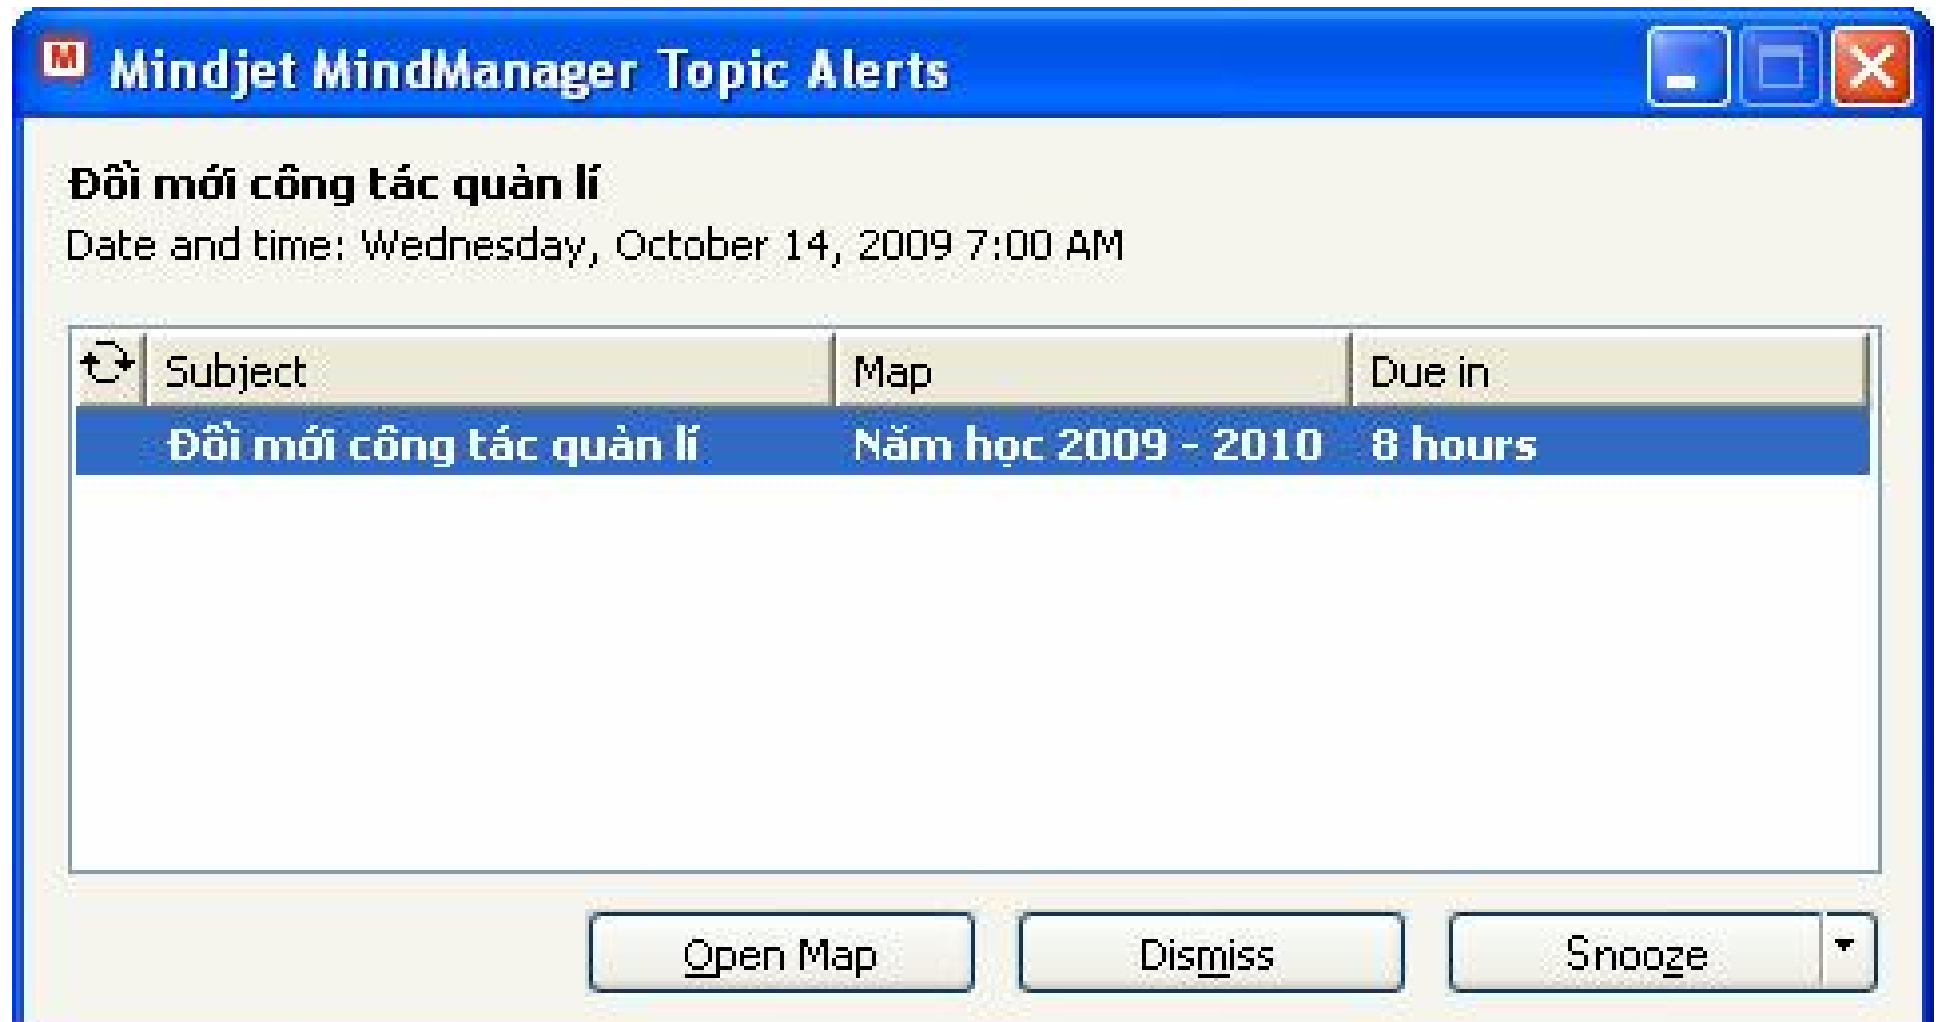 M Mindjet MindManager Topic Alerts
Đổi mới công tác quản lí
Date and time: Wednesday, October 14, 2009 7:00 AM
Subject Map Due in
Đổi mới công tác quản lí Năm học 2009 - 2010 8 hours
Open Map Dismiss Snooze